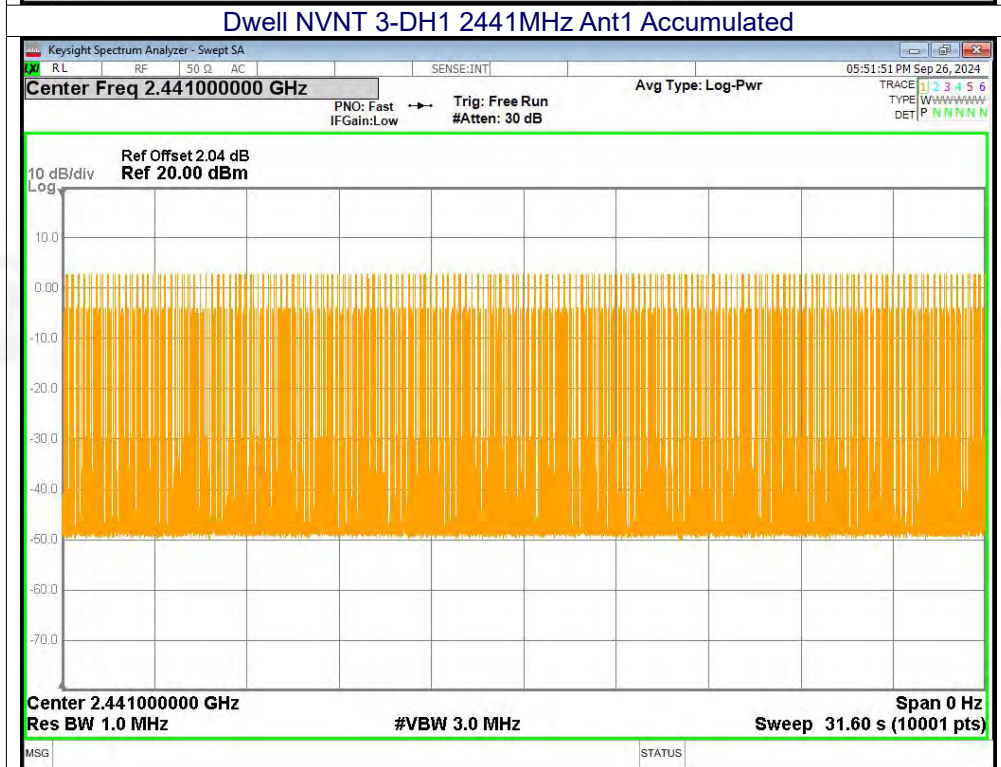 Dwell NVNT 3-DH1 2441MHz Ant1 Accumulated
Keysight Spectrum Analyzer - Swept SA
LXI RL RF 50 Ω AC SENSE:INT 05:51:51 PM Sep 26, 2024
Center Freq 2.441000000 GHz Avg Type: Log-Pwr TRACE 1 2 3 4 5 6
PNO: Fast Trig: Free Run TYPE WWWWWWW
IFGain:Low #Atten: 30 dB DET P N N N N N
Ref Offset 2.04 dB
10 dB/div Ref 20.00 dBm
Log
10.0
0.00
-10.0
-20.0
-30.0
-40.0
-50.0
-60.0
-70.0
Center 2.441000000 GHz Span 0 Hz
Res BW 1.0 MHz #VBW 3.0 MHz Sweep 31.60 s (10001 pts)
MSG STATUS